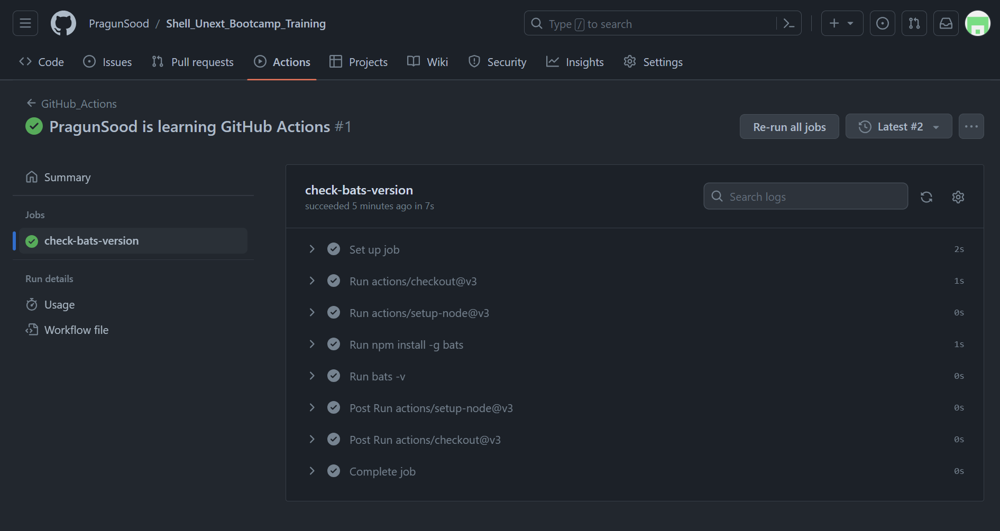 PragunSood / Shell_Unext_Bootcamp_Training
Type / to search
Code Issues Pull requests Actions Projects Wiki Security Insights Settings
GitHub_Actions
PragunSood is learning GitHub Actions #1
Re-run all jobs
Latest #2
Summary
Jobs
check-bats-version
Run details
Usage
Workflow file
check-bats-version
succeeded 5 minutes ago in 7s
Search logs
Set up job 2s
Run actions/checkout@v3 1s
Run actions/setup-node@v3 0s
Run npm install -g bats 1s
Run bats -v 0s
Post Run actions/setup-node@v3 0s
Post Run actions/checkout@v3 0s
Complete job 0s